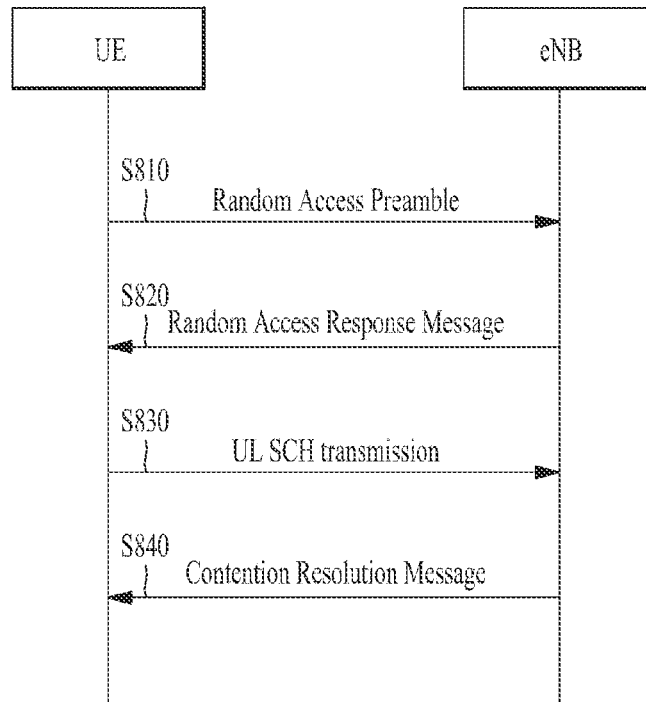 UE
eNB
S810
Random Access Preamble
S820
Random Access Response Message
S830
UL SCH transmission
S840
Contention Resolution Message